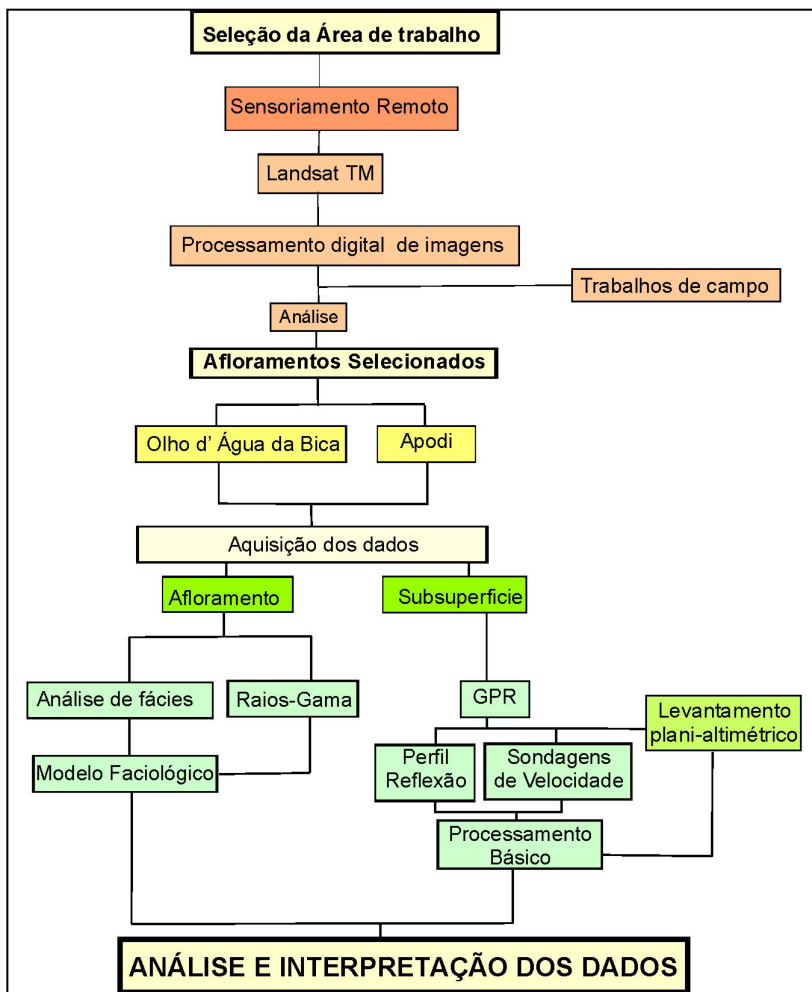 Seleção da Área de trabalho
Sensoriamento Remoto
Landsat TM
Processamento digital de imagens
Trabalhos de campo
Análise
Afloramentos Selecionados
Olho d' Água da Bica
Apodi
Aquisição dos dados
Afloramento
Subsuperficie
Análise de fácies
Raios-Gama
GPR
Levantamento
plani-altimétrico
Modelo Faciológico
Perfil
Reflexão
Sondagens
de Velocidade
Processamento
Básico
ANÁLISE E INTERPRETAÇÃO DOS DADOS